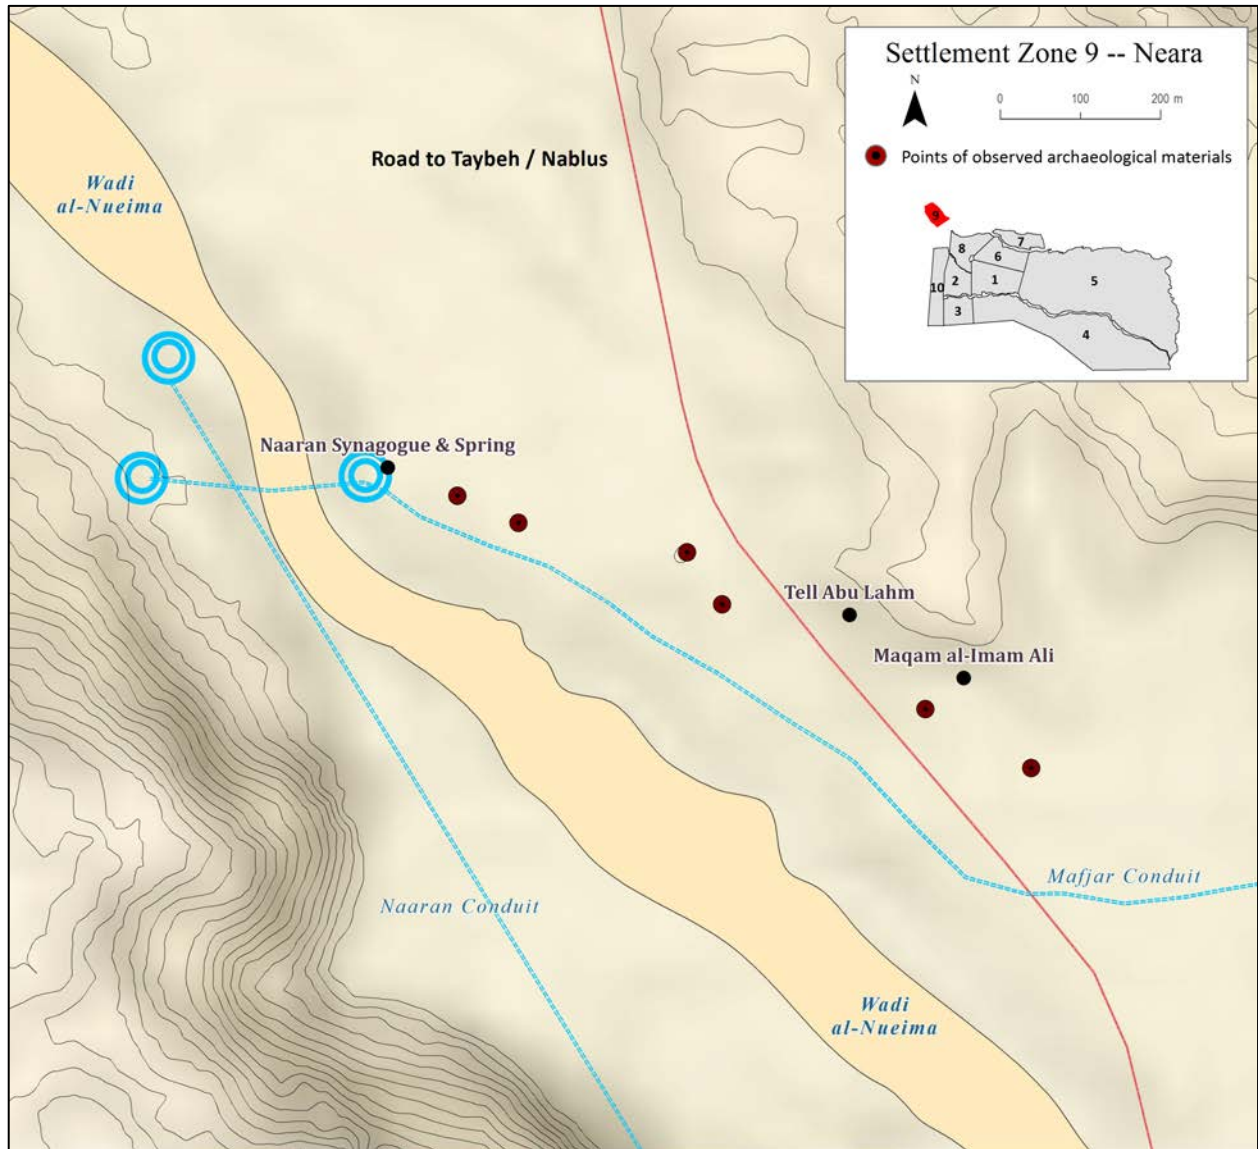 Settlement Zone 9 -- Neara
N
0 100 200 m
Points of observed archaeological materials
9
8
7
6
10
2
1
5
3
4
Road to Taybeh / Nablus
Wadi
al-Nueima
Naaran Synagogue & Spring
Tell Abu Lahm
Maqam al-Imam Ali
Mafjar Conduit
Naaran Conduit
Wadi
al-Nueima